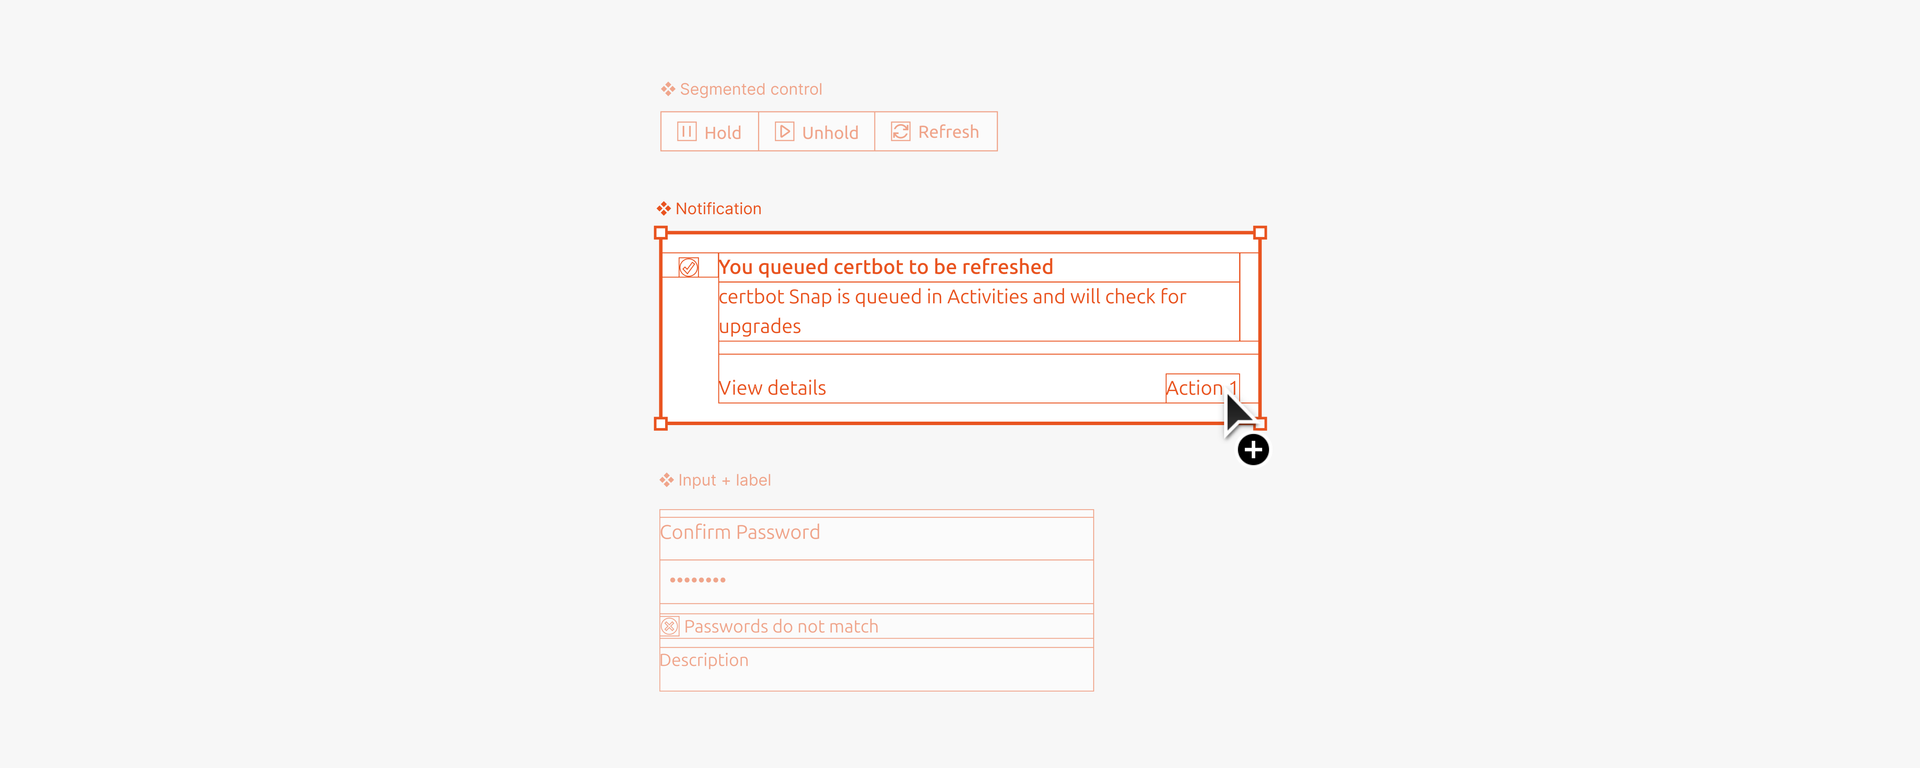 Segmented control
Hold Unhold Refresh
Notification
You queued certbot to be refreshed
certbot Snap is queued in Activities and will check for
upgrades
View details Action 1
Input + label
Confirm Password
••••••••
Passwords do not match
Description